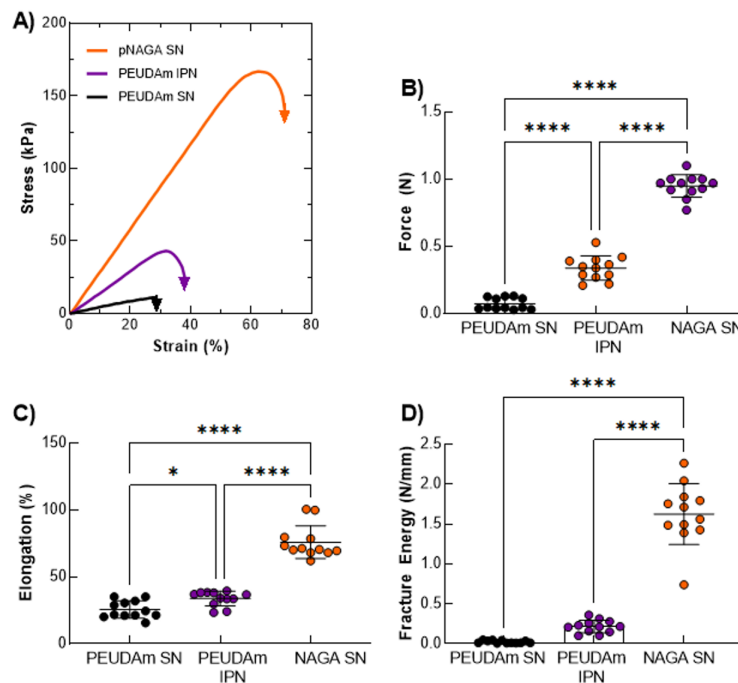 A)
200
150
100
50
0
Stress (kPa)
pNAGA SN
PEUDAm IPN
PEUDAm SN
0 20 40 60 80
Strain (%)
B)
****
**** ****
1.5
1.0
0.5
0.0
Force (N)
PEUDAm SN PEUDAm IPN NAGA SN
C)
****
* ****
150
100
50
0
Elongation (%)
PEUDAm SN PEUDAm IPN NAGA SN
D)
****
****
2.5
2.0
1.5
1.0
0.5
0.0
Fracture Energy (N/mm)
PEUDAm SN PEUDAm IPN NAGA SN